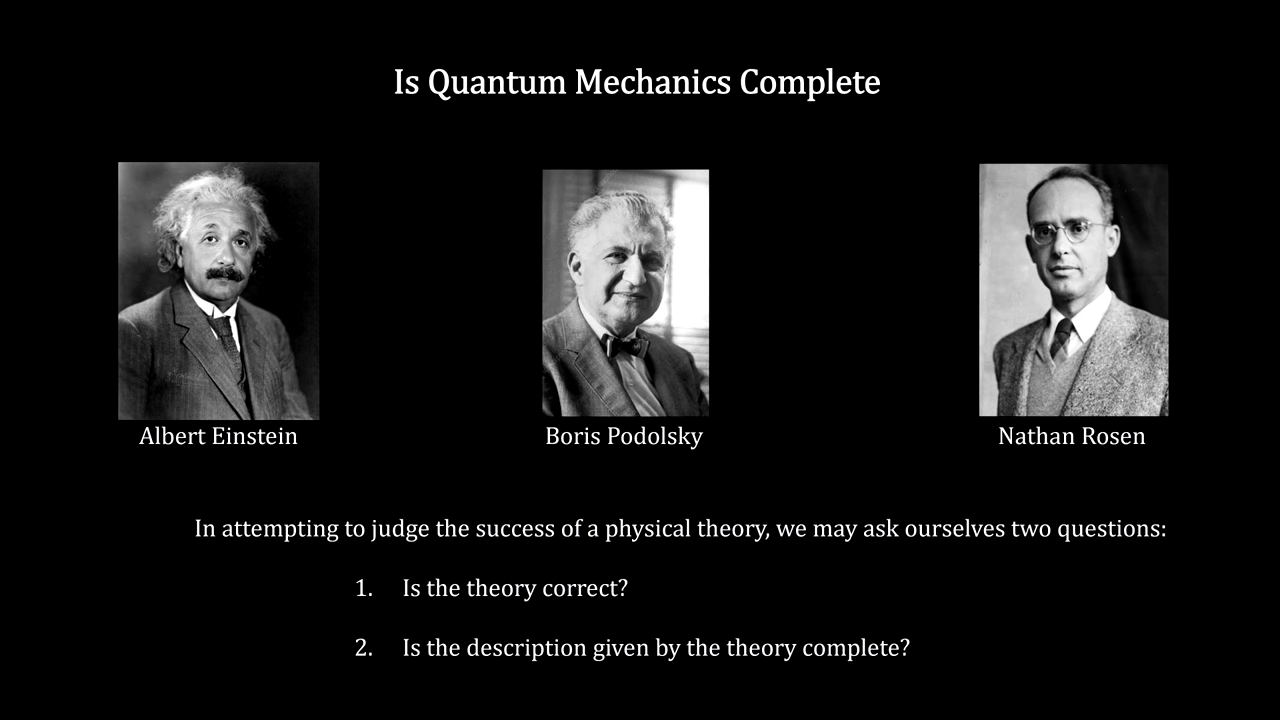 Is Quantum Mechanics Complete
Albert Einstein
Boris Podolsky
Nathan Rosen
In attempting to judge the success of a physical theory, we may ask ourselves two questions:
1. Is the theory correct?
2. Is the description given by the theory complete?